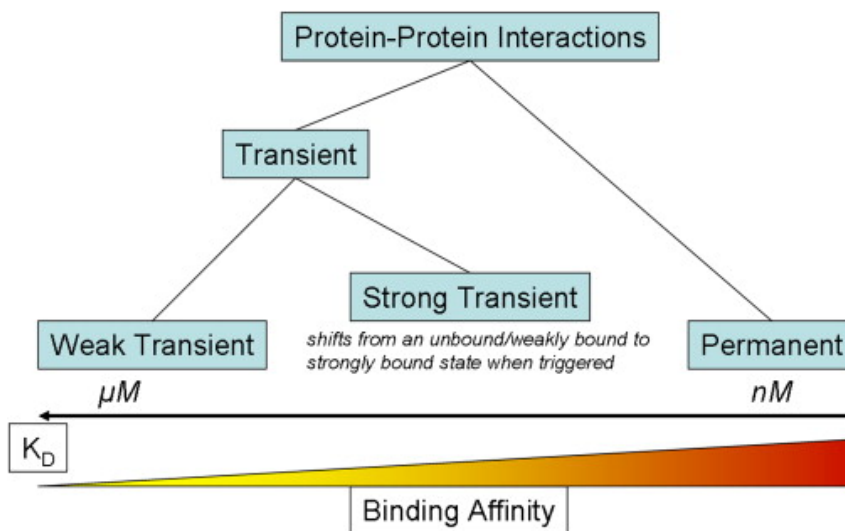 Protein-Protein Interactions
Transient
Strong Transient
shifts from an unbound/weakly bound to
strongly bound state when triggered
Weak Transient
Permanent
µM
nM
K_D
Binding Affinity